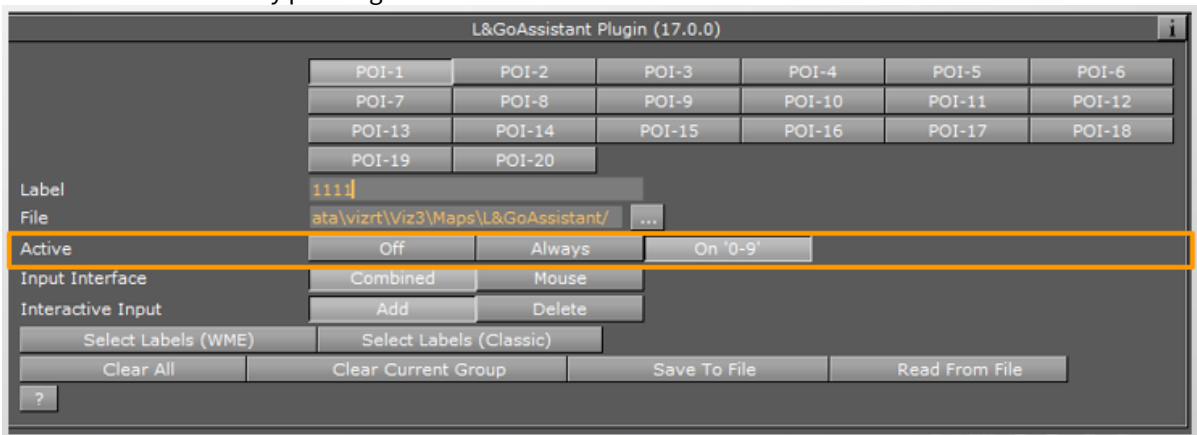 L&GoAssistant Plugin (17.0.0) i
POI-1 POI-2 POI-3 POI-4 POI-5 POI-6
POI-7 POI-8 POI-9 POI-10 POI-11 POI-12
POI-13 POI-14 POI-15 POI-16 POI-17 POI-18
POI-19 POI-20
Label 1111
File ata\vizrt\Viz3\Maps\L&GoAssistant/ ...
Active Off Always On '0-9'
Input Interface Combined Mouse
Interactive Input Add Delete
Select Labels (WME) Select Labels (Classic)
Clear All Clear Current Group Save To File Read From File
?